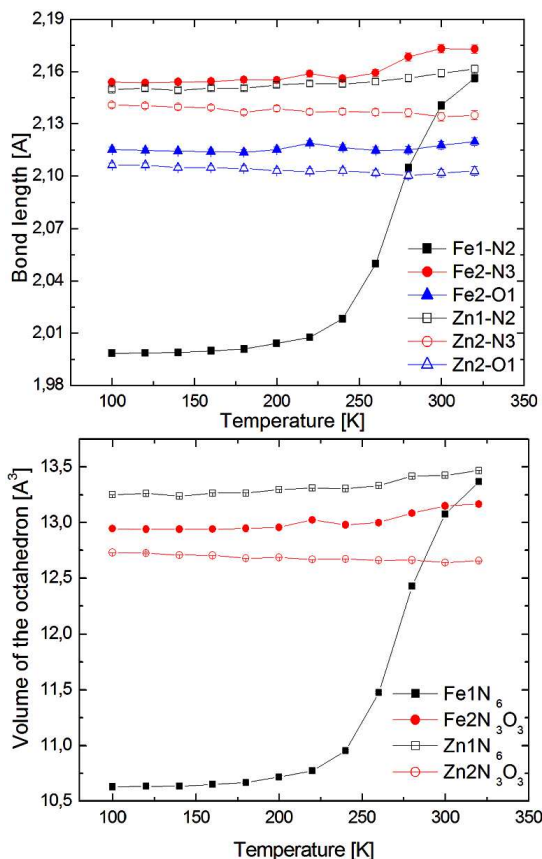 Bond length [A]
2,19
2,16
2,13
2,10
2,07
2,04
2,01
1,98
Fe1-N2
Fe2-N3
Fe2-O1
Zn1-N2
Zn2-N3
Zn2-O1
100 150 200 250 300 350
Temperature [K]
Volume of the octahedron [A³]
13,5
13,0
12,5
12,0
11,5
11,0
10,5
Fe1N₆
Fe2N₃O₃
Zn1N₆
Zn2N₃O₃
100 150 200 250 300 350
Temperature [K]